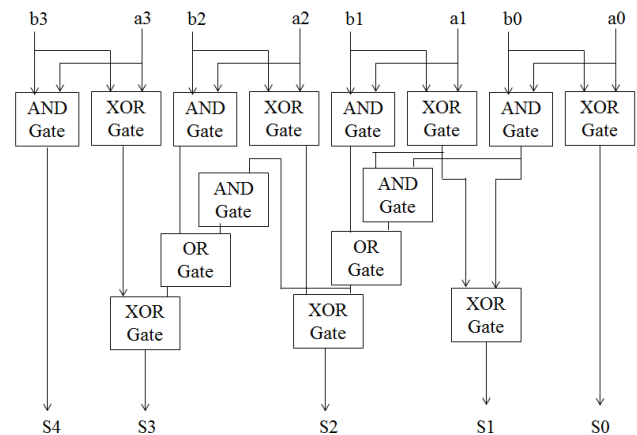 b3 a3 b2 a2 b1 a1 b0 a0
AND XOR AND XOR AND XOR AND XOR
Gate Gate Gate Gate Gate Gate Gate Gate
AND AND
Gate Gate
OR OR
Gate Gate
XOR XOR XOR
Gate Gate Gate
S4 S3 S2 S1 S0